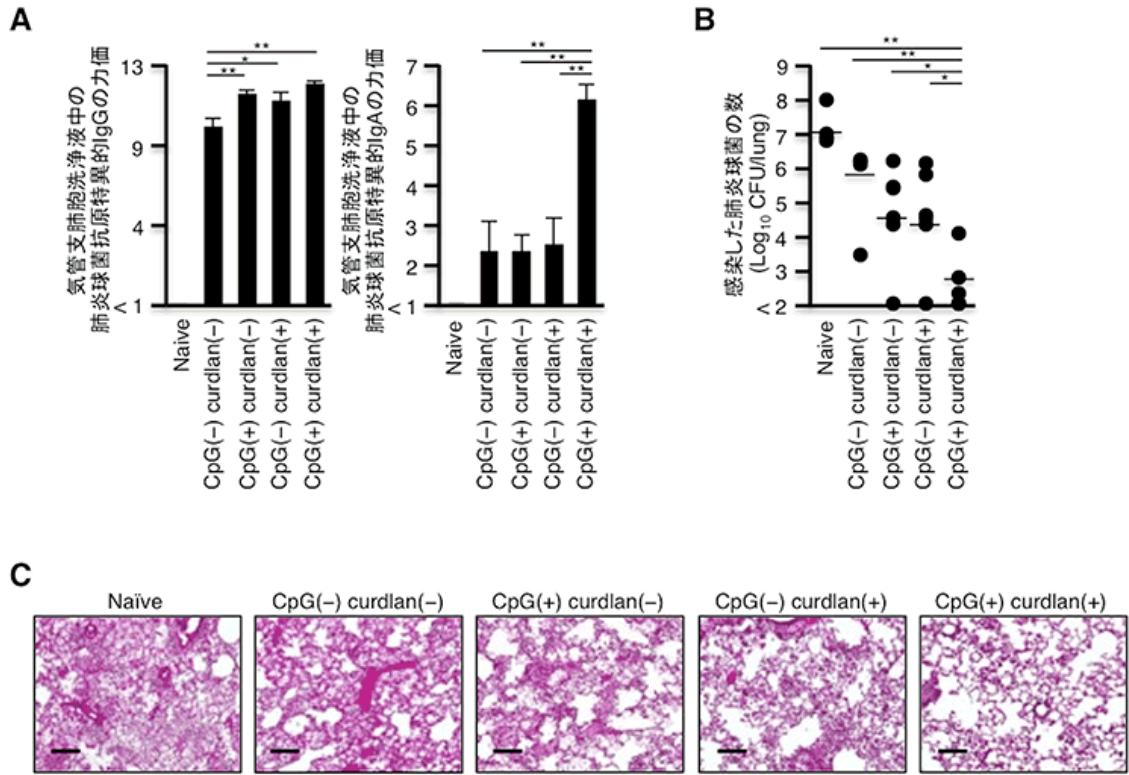 A
気管支肺胞洗浄液中の
肺炎球菌抗原特異的IgGの力価
13
9
4
< 1
**
*
**
Naive
CpG(−) curdlan(−)
CpG(+) curdlan(−)
CpG(−) curdlan(+)
CpG(+) curdlan(+)
気管支肺胞洗浄液中の
肺炎球菌抗原特異的IgAの力価
7
6
5
4
3
2
< 1
**
**
**
Naive
CpG(−) curdlan(−)
CpG(+) curdlan(−)
CpG(−) curdlan(+)
CpG(+) curdlan(+)
B
感染した肺炎球菌の数
(Log10 CFU/lung)
9
8
7
6
5
4
3
< 2
**
**
*
*
Naive
CpG(−) curdlan(−)
CpG(+) curdlan(−)
CpG(−) curdlan(+)
CpG(+) curdlan(+)
C
Naïve
CpG(−) curdlan(−)
CpG(+) curdlan(−)
CpG(−) curdlan(+)
CpG(+) curdlan(+)